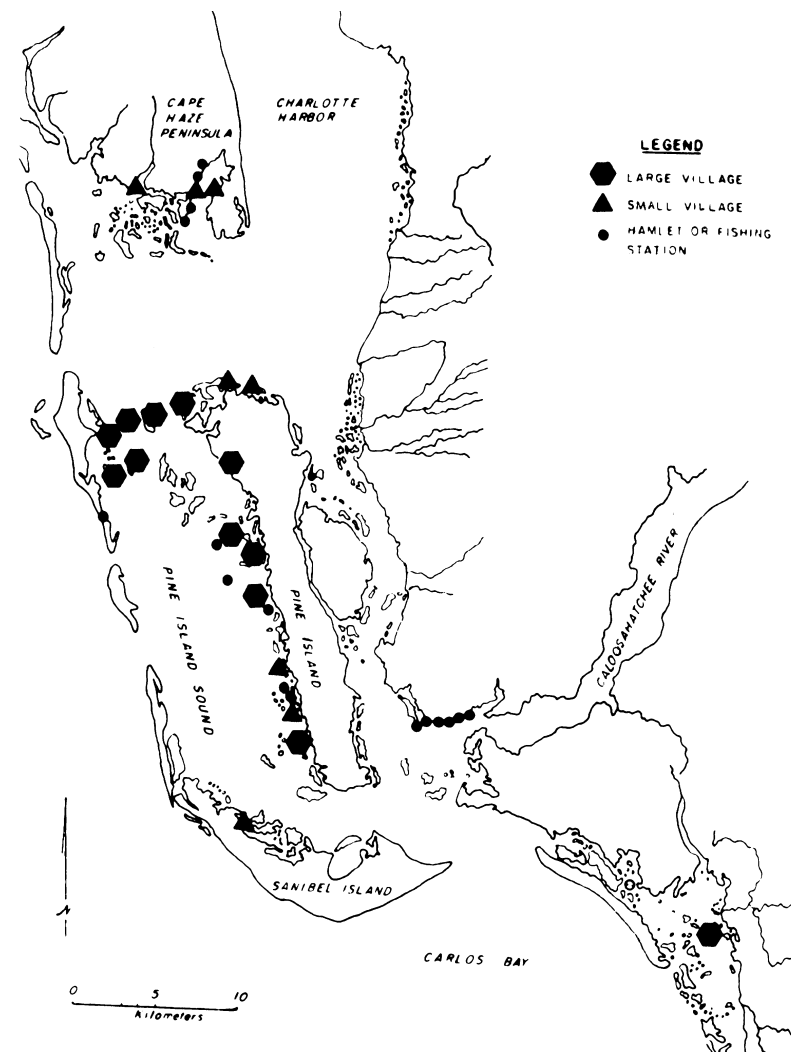 CAPE
HAZE
PENINSULA
CHARLOTTE
HARBOR
LEGEND
LARGE VILLAGE
SMALL VILLAGE
HAMLET OR FISHING
STATION
CALOOSAHATCHEE RIVER
PINE ISLAND SOUND
PINE ISLAND
SANIBEL ISLAND
N
CARLOS BAY
0 5 10
Kilometers